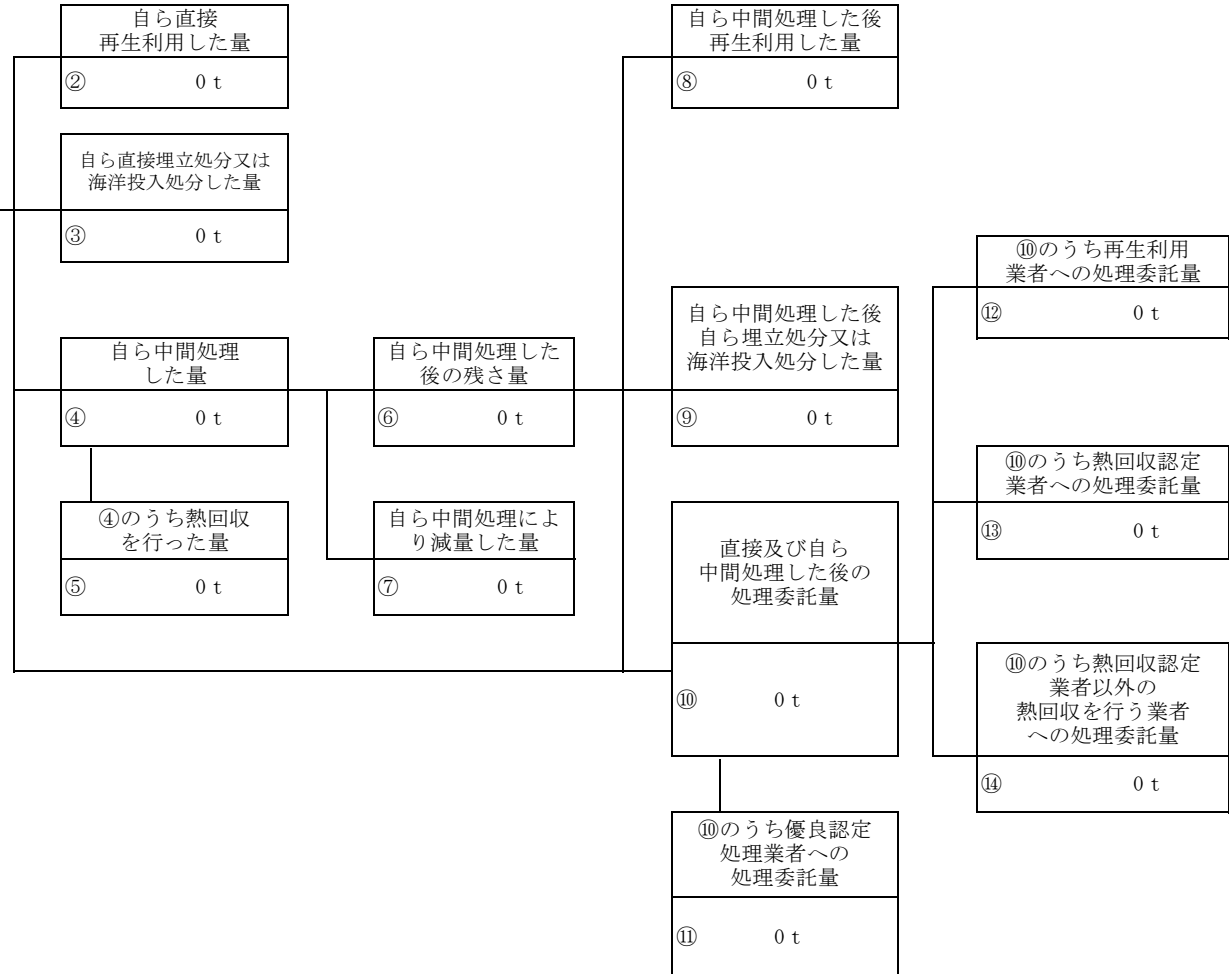 自ら直接
再生利用した量
② 0 t
自ら直接埋立処分又は
海洋投入処分した量
③ 0 t
自ら中間処理
した量
④ 0 t
④のうち熱回収
を行った量
⑤ 0 t
自ら中間処理した
後の残さ量
⑥ 0 t
自ら中間処理によ
り減量した量
⑦ 0 t
自ら中間処理した後
再生利用した量
⑧ 0 t
自ら中間処理した後
自ら埋立処分又は
海洋投入処分した量
⑨ 0 t
直接及び自ら
中間処理した後の
処理委託量
⑩ 0 t
⑩のうち優良認定
処理業者への
処理委託量
⑪ 0 t
⑩のうち再生利用
業者への処理委託量
⑫ 0 t
⑩のうち熱回収認定
業者への処理委託量
⑬ 0 t
⑩のうち熱回収認定
業者以外の
熱回収を行う業者
への処理委託量
⑭ 0 t